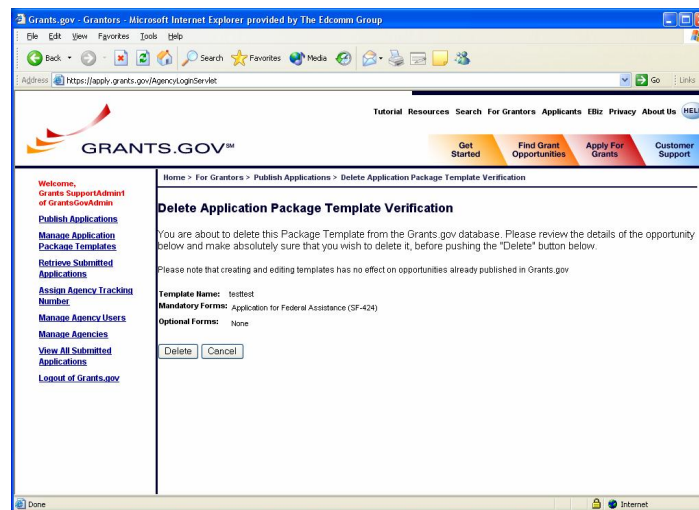 Grants.gov - Grantors - Microsoft Internet Explorer provided by The Edcomm Group
File Edit View Favorites Tools Help
Back Search Favorites Media
Address https://apply.grants.gov/AgencyLoginServlet Go Links
Tutorial Resources Search For Grantors Applicants EBiz Privacy About Us HELP
GRANTS.GOV℠
Get Started
Find Grant Opportunities
Apply For Grants
Customer Support
Welcome,
Grants SupportAdmin1
of GrantsGovAdmin
Publish Applications
Manage Application
Package Templates
Retrieve Submitted
Applications
Assign Agency Tracking
Number
Manage Agency Users
Manage Agencies
View All Submitted
Applications
Logout of Grants.gov
Home > For Grantors > Publish Applications > Delete Application Package Template Verification
Delete Application Package Template Verification
You are about to delete this Package Template from the Grants.gov database. Please review the details of the opportunity
below and make absolutely sure that you wish to delete it, before pushing the "Delete" button below.
Please note that creating and editing templates has no effect on opportunities already published in Grants.gov
Template Name: testtest
Mandatory Forms: Application for Federal Assistance (SF-424)
Optional Forms: None
Delete Cancel
Done Internet